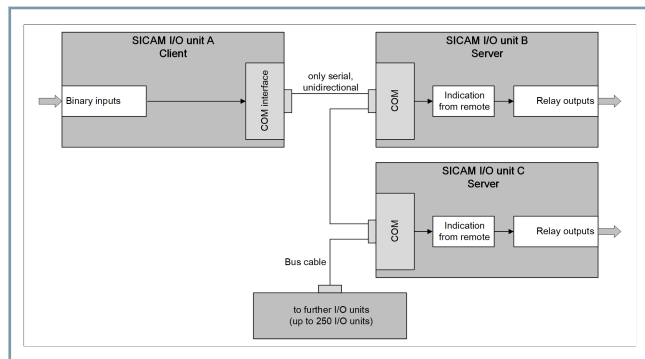 SICAM I/O unit A
Client
Binary inputs
COM interface
only serial,
unidirectional
SICAM I/O unit B
Server
COM
Indication
from remote
Relay outputs
SICAM I/O unit C
Server
COM
Indication
from remote
Relay outputs
Bus cable
to further I/O units
(up to 250 I/O units)